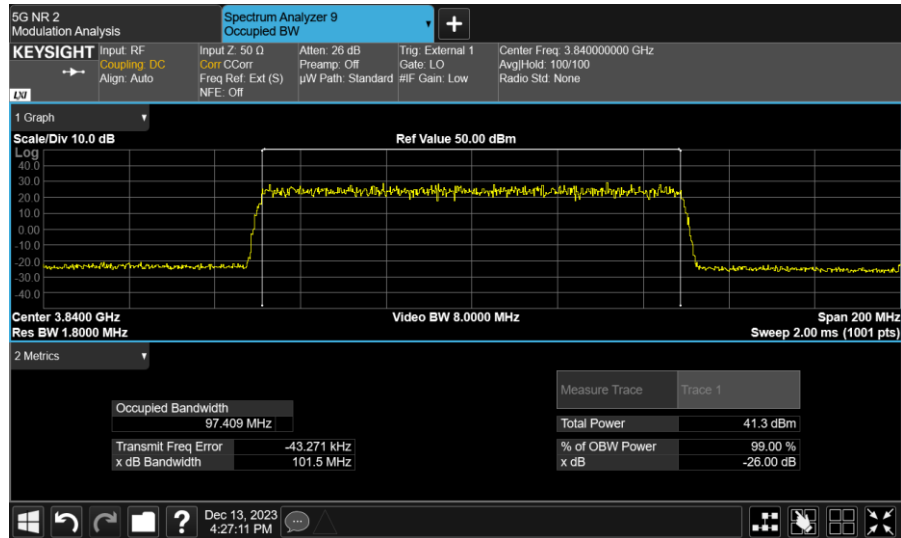 5G NR 2
Modulation Analysis
Spectrum Analyzer 9
Occupied BW
KEYSIGHT
LXI
Input: RF
Coupling: DC
Align: Auto
Input Z: 50 Ω
Corr CCorr
Freq Ref: Ext (S)
NFE: Off
Atten: 26 dB
Preamp: Off
µW Path: Standard
Trig: External 1
Gate: LO
#IF Gain: Low
Center Freq: 3.840000000 GHz
Avg|Hold: 100/100
Radio Std: None
1 Graph
Scale/Div 10.0 dB
Ref Value 50.00 dBm
Log
40.0
30.0
20.0
10.0
0.00
-10.0
-20.0
-30.0
-40.0
Center 3.8400 GHz
Video BW 8.0000 MHz
Span 200 MHz
Res BW 1.8000 MHz
Sweep 2.00 ms (1001 pts)
2 Metrics
Measure Trace
Trace 1
Occupied Bandwidth
97.409 MHz
Total Power
41.3 dBm
Transmit Freq Error
-43.271 kHz
% of OBW Power
99.00 %
x dB Bandwidth
101.5 MHz
x dB
-26.00 dB
?
Dec 13, 2023
4:27:11 PM